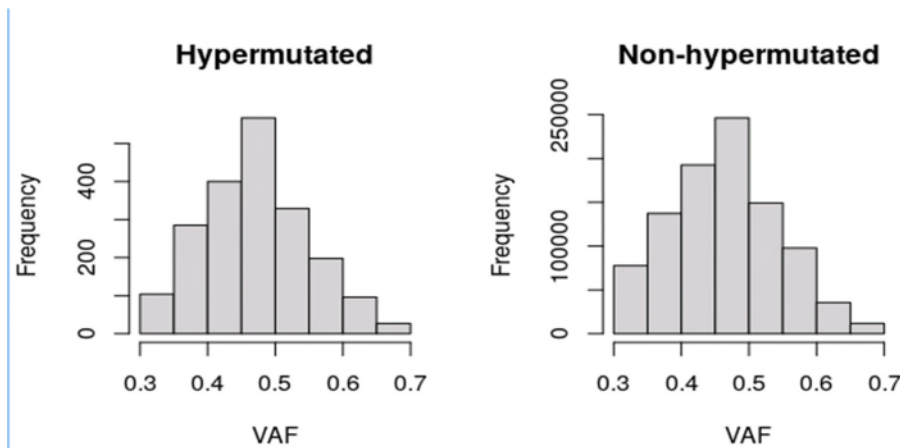 Hypermutated
Frequency
0
200
400
0.3 0.4 0.5 0.6 0.7
VAF
Non-hypermutated
Frequency
0
100000
250000
0.3 0.4 0.5 0.6 0.7
VAF